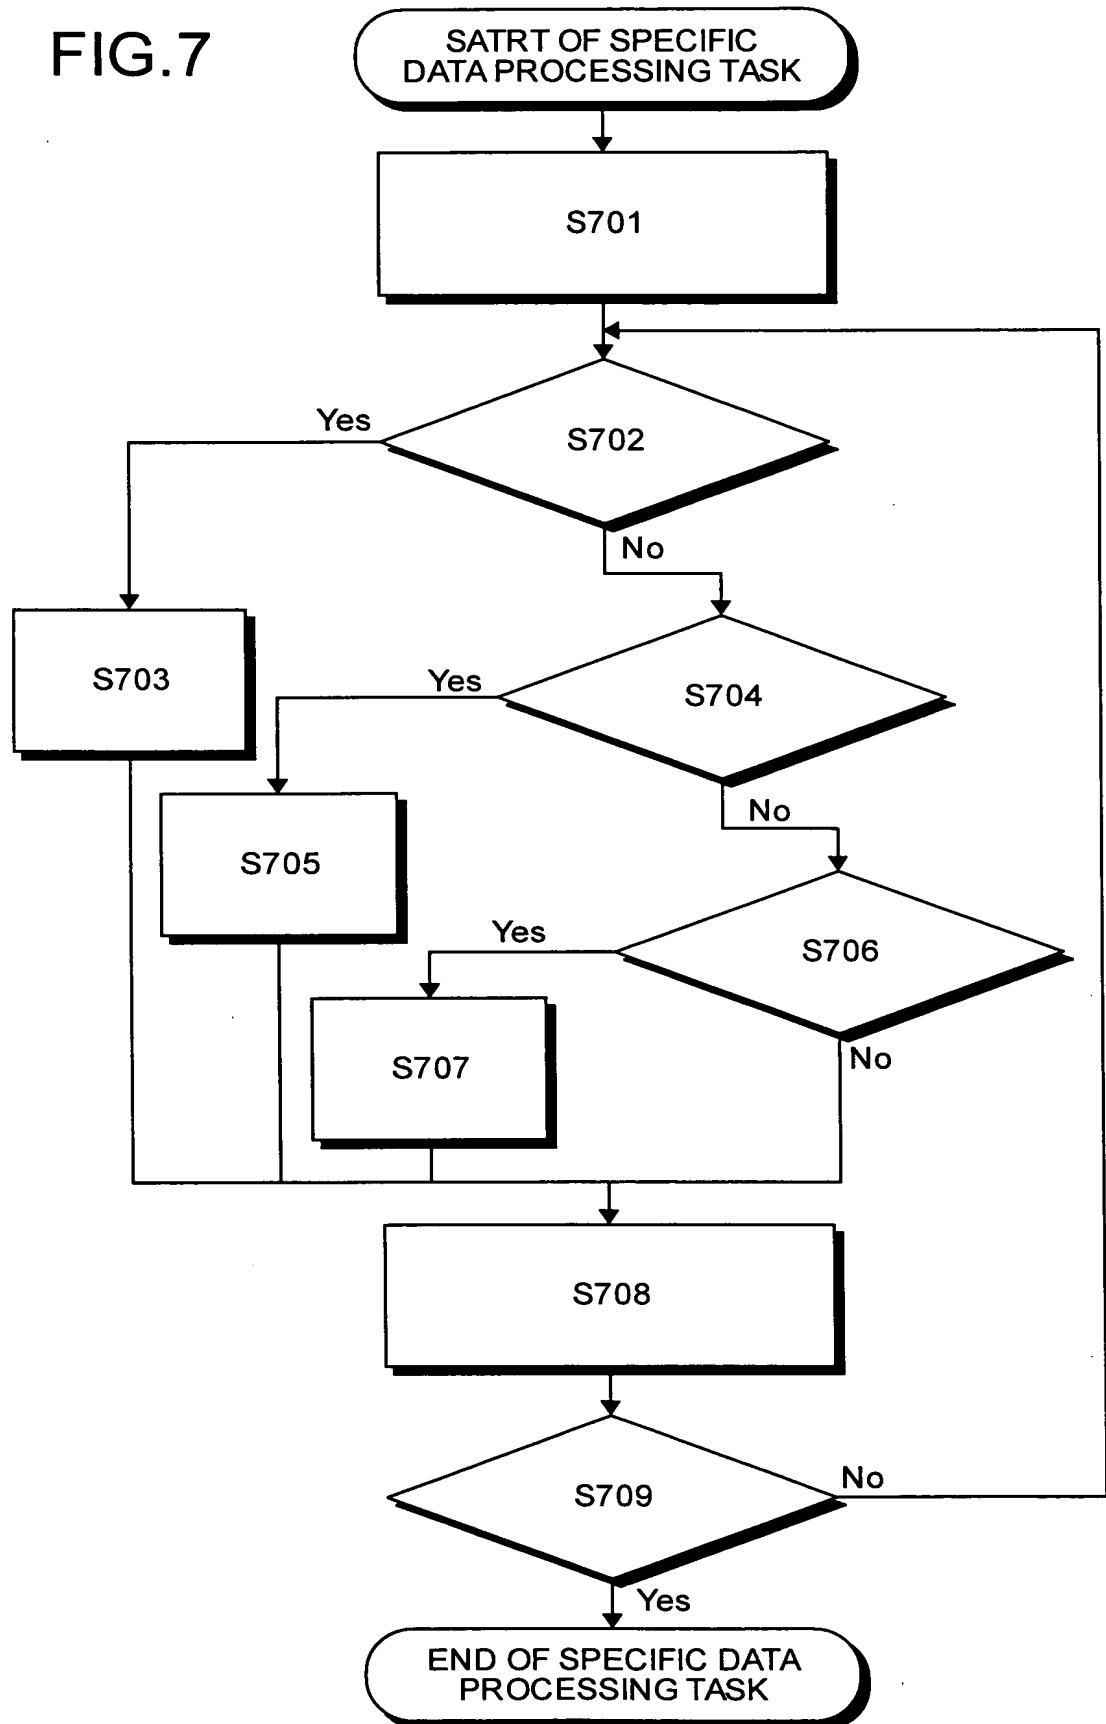 FIG.7
SATRT OF SPECIFIC
DATA PROCESSING TASK
S701
S702
Yes
No
S703
S704
Yes
No
S705
S706
Yes
No
S707
S708
S709
No
Yes
END OF SPECIFIC DATA
PROCESSING TASK